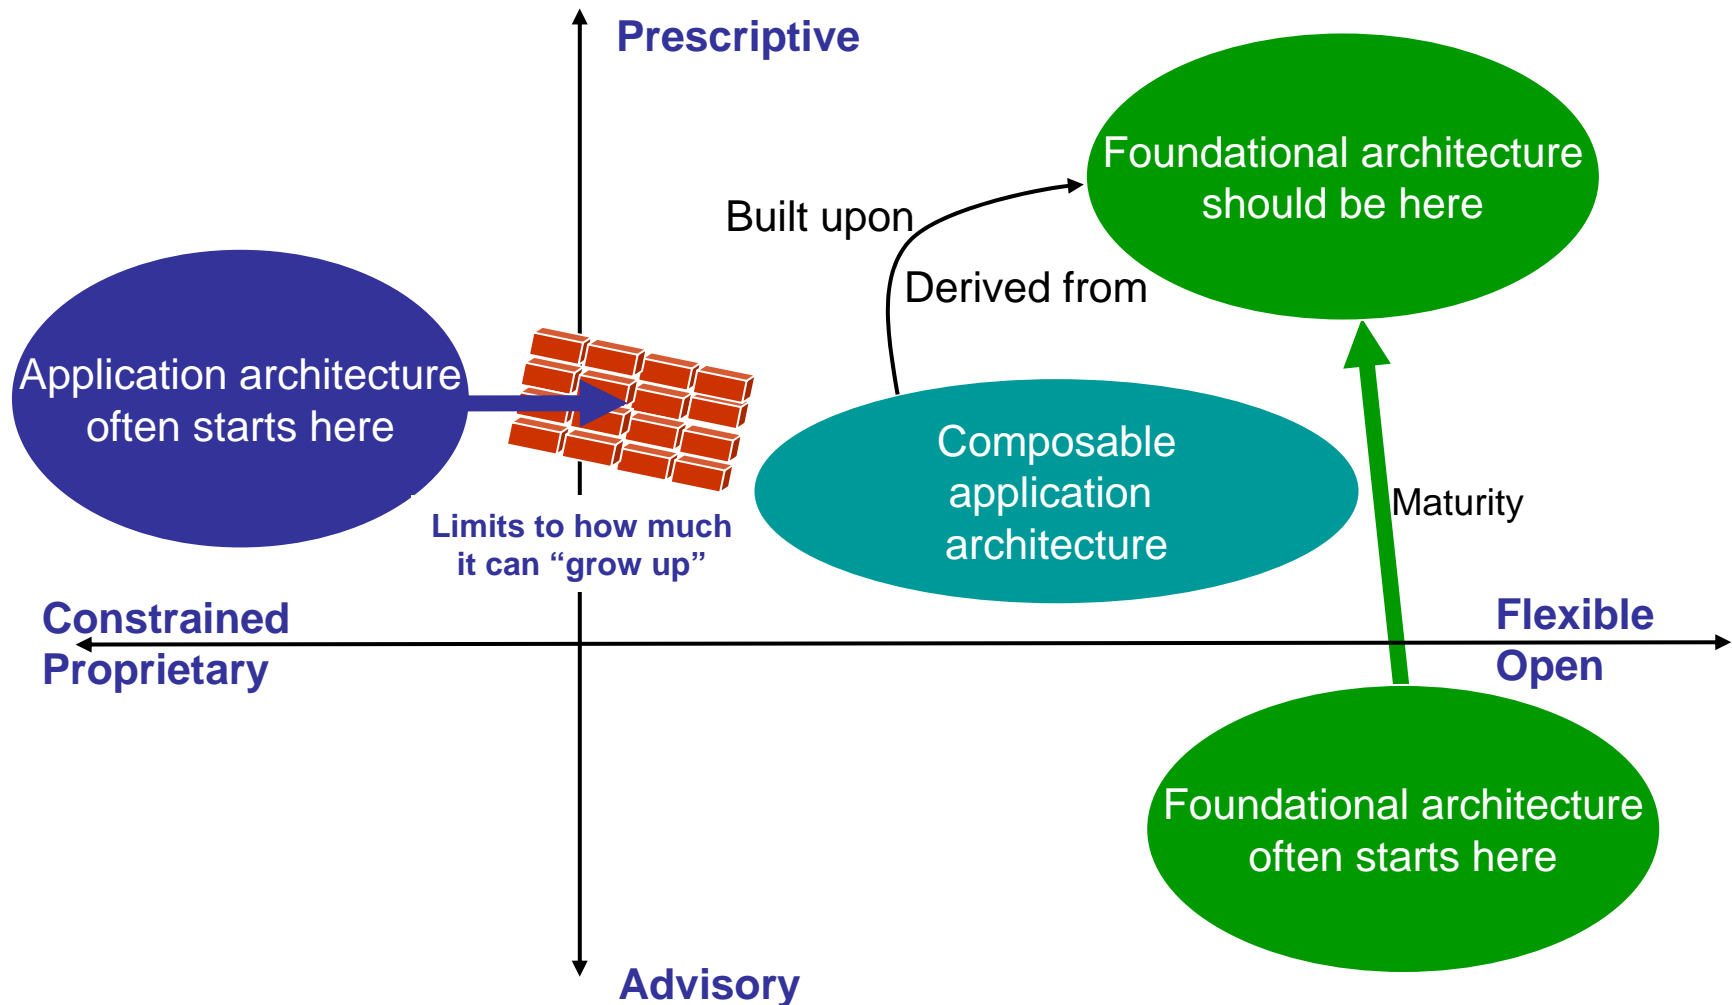 Prescriptive
Foundational architecture
should be here
Built upon
Derived from
Application architecture
often starts here
Composable
application
architecture
Maturity
Limits to how much
it can “grow up”
Constrained
Proprietary
Flexible
Open
Foundational architecture
often starts here
Advisory